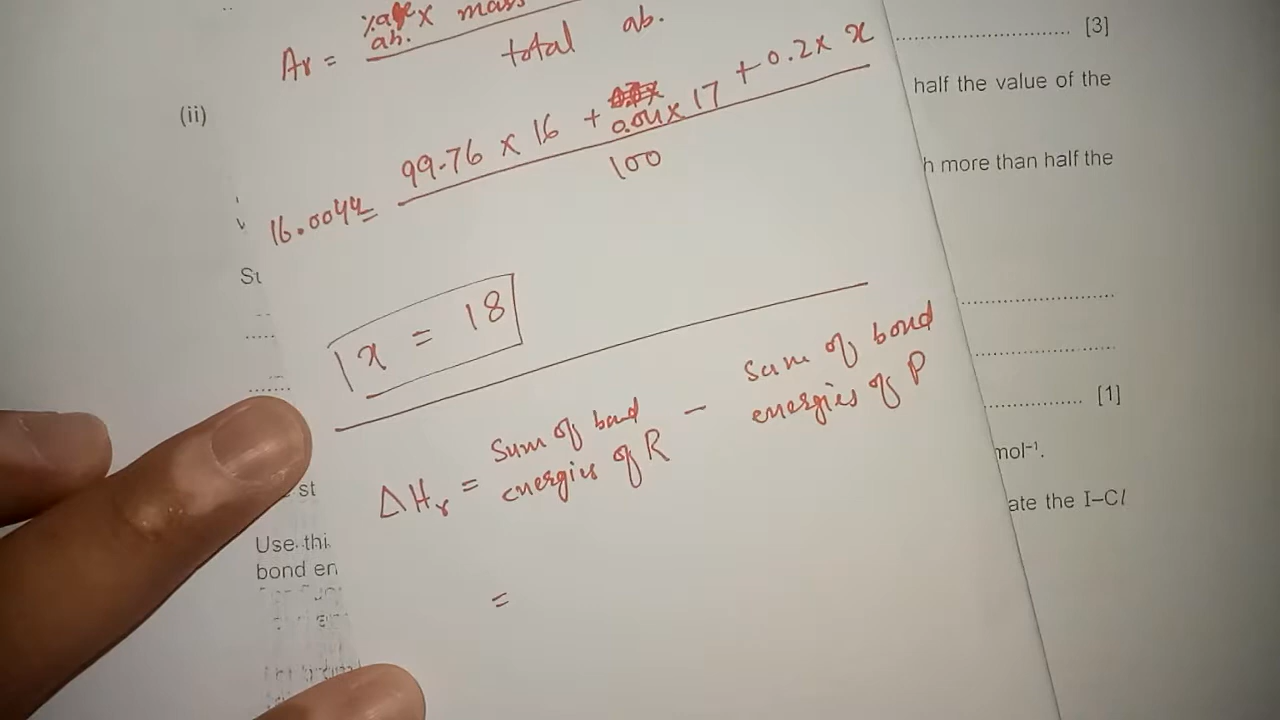 %age x mass
ab.
Ar =
total ab.
[3]
(ii)
half the value of the
99.76 x 16 + 0.04 x 17 + 0.2 x x
16.0044 =
100
more than half the
x = 18
ΔHr = Sum of bond energies of R - Sum of bond energies of P
[1]
st
mol⁻¹.
ate the I–Cl
Use thi
bond en
=